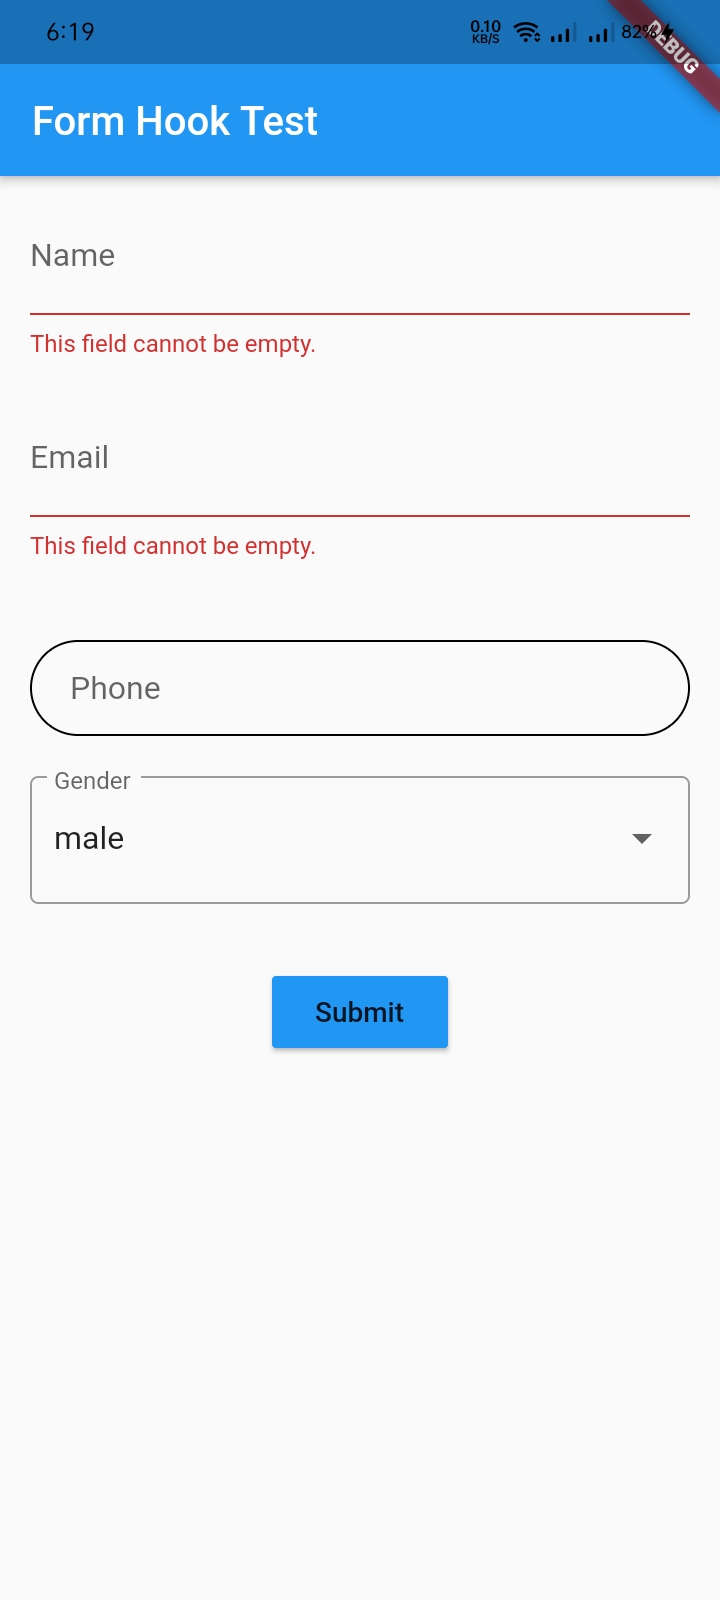 6:19
0.10
KB/S
82%
DEBUG
Form Hook Test
Name
This field cannot be empty.
Email
This field cannot be empty.
Phone
Gender
male
Submit